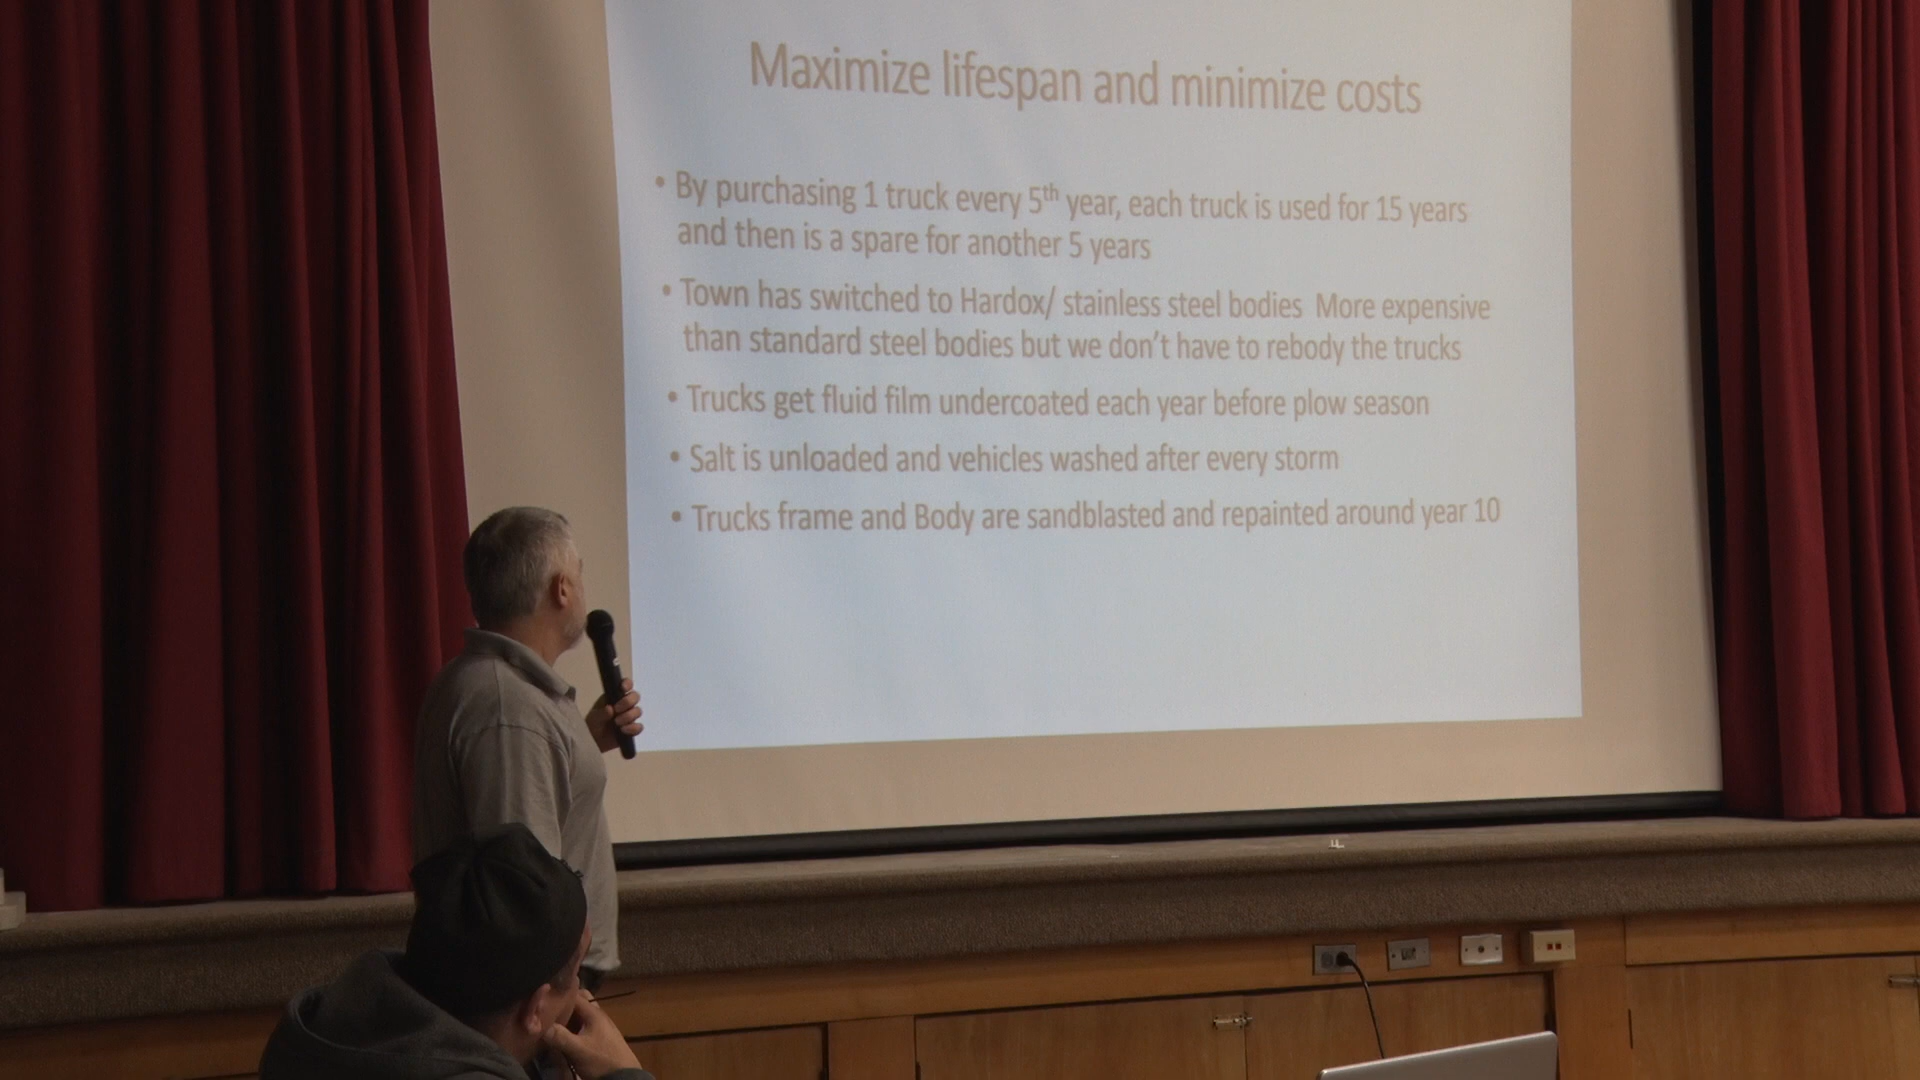 Maximize lifespan and minimize costs
• By purchasing 1 truck every 5th year, each truck is used for 15 years
and then is a spare for another 5 years
• Town has switched to Hardox/ stainless steel bodies  More expensive
than standard steel bodies but we don't have to rebody the trucks
• Trucks get fluid film undercoated each year before plow season
• Salt is unloaded and vehicles washed after every storm
• Trucks frame and Body are sandblasted and repainted around year 10